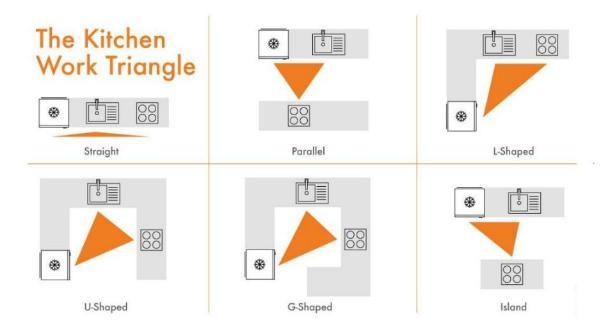 The Kitchen
Work Triangle
Straight
Parallel
L-Shaped
U-Shaped
G-Shaped
Island